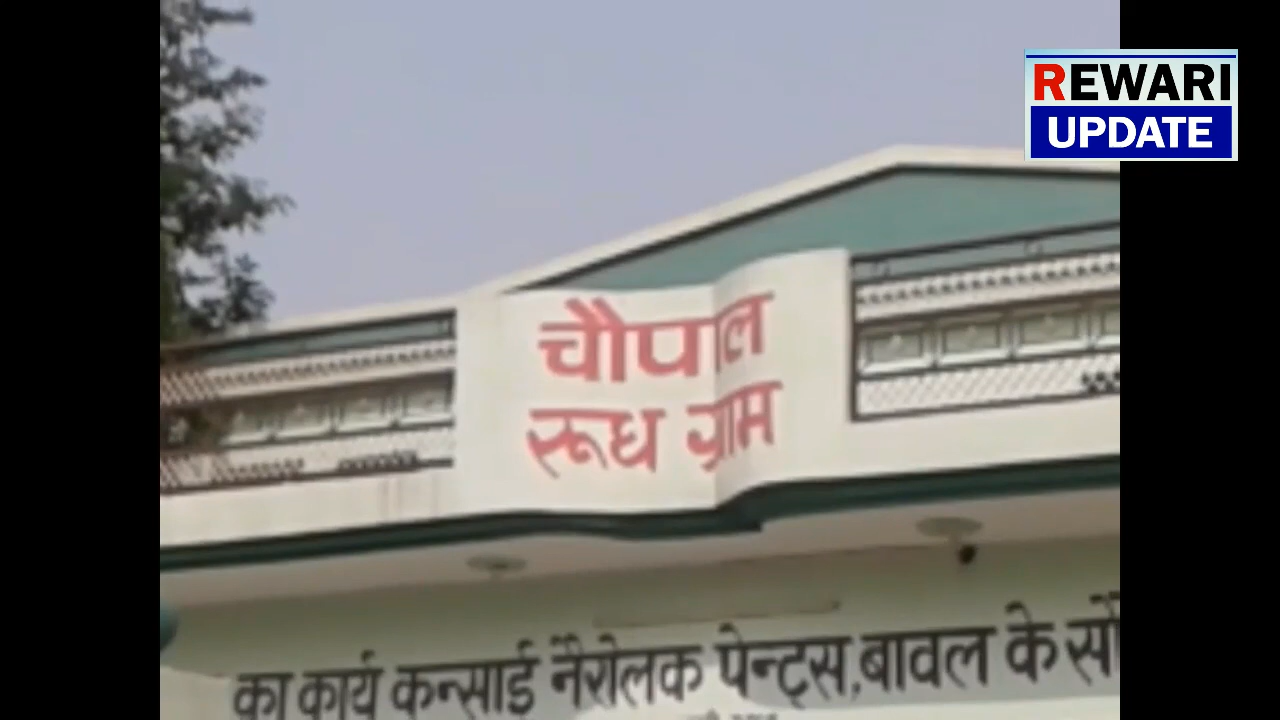 REWARI
UPDATE
चौपाल
रूध ग्राम
का कार्य कन्साई नैरोलक पेन्ट्स,बावल के